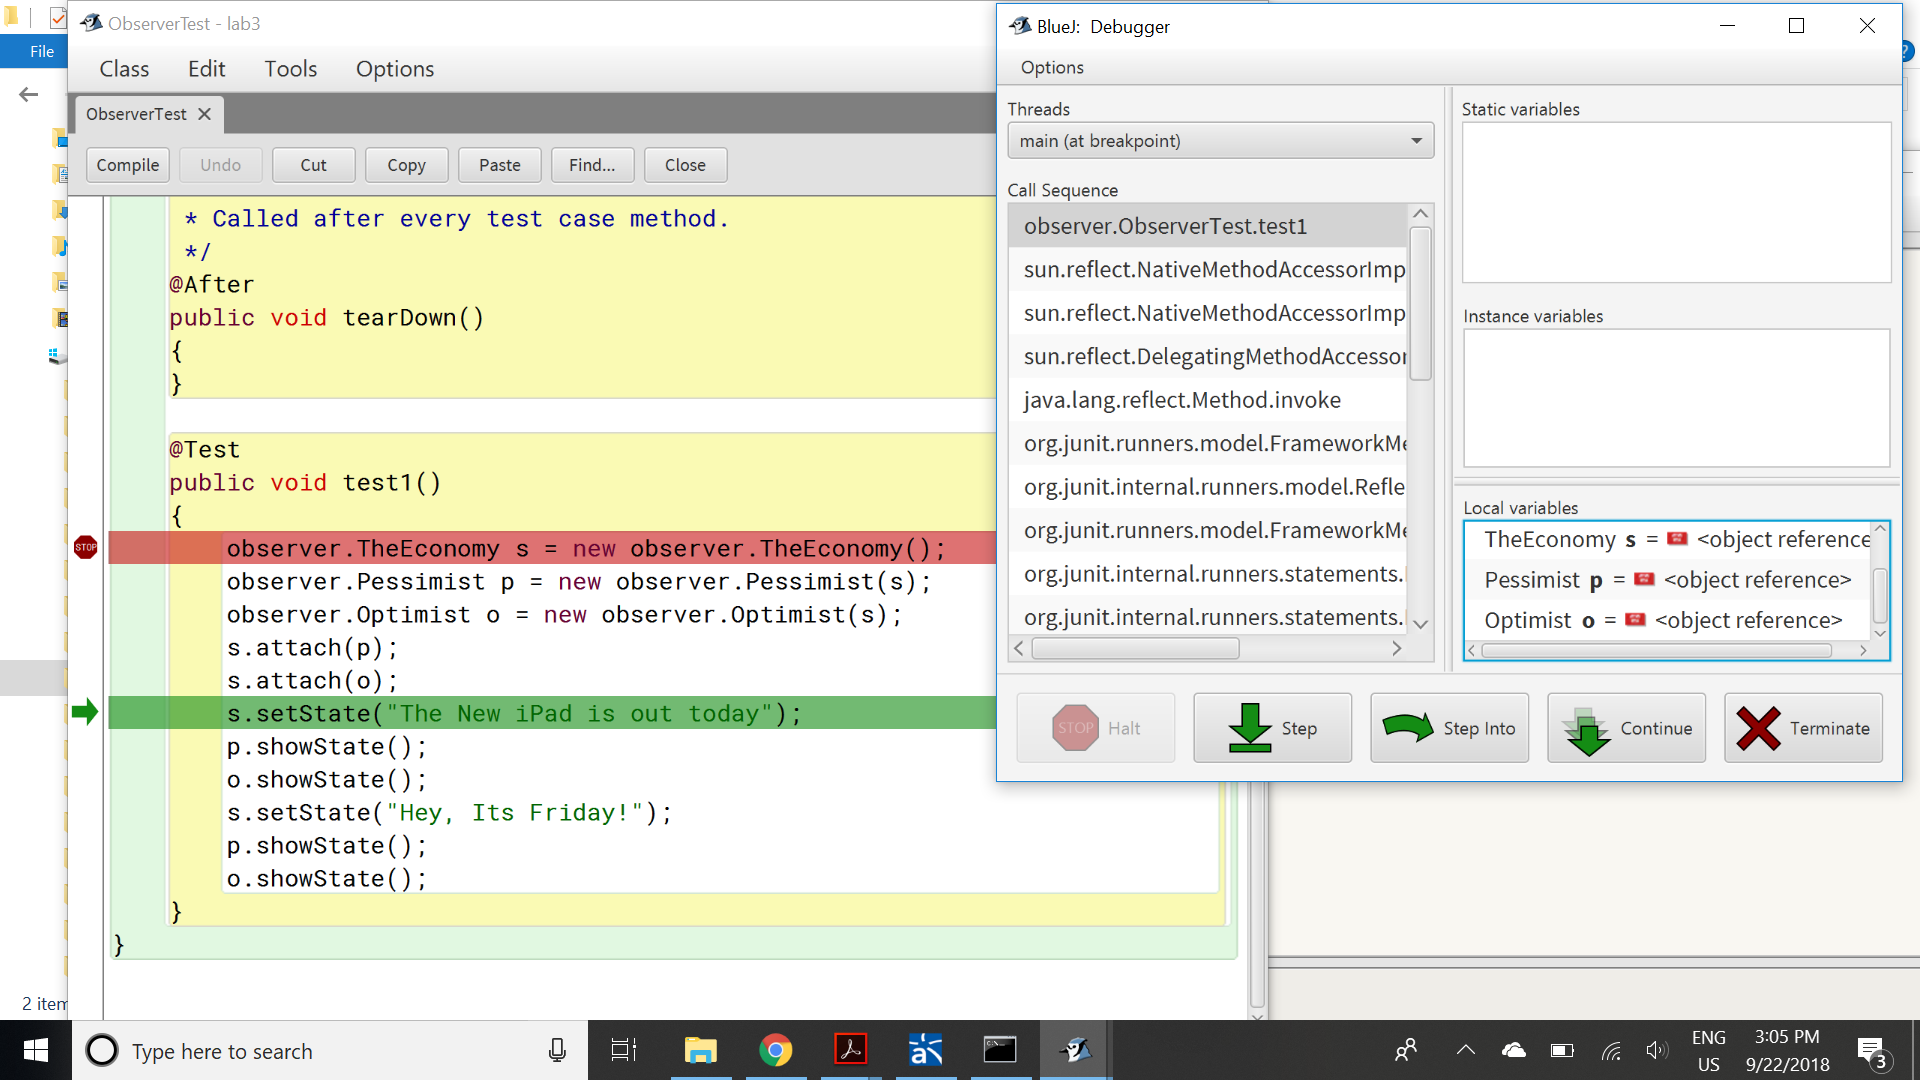 ObserverTest - lab3
File
Class Edit Tools Options
ObserverTest
Compile Undo Cut Copy Paste Find... Close
* Called after every test case method.
*/
@After
public void tearDown()
{
}
@Test
public void test1()
{
STOP observer.TheEconomy s = new observer.TheEconomy();
observer.Pessimist p = new observer.Pessimist(s);
observer.Optimist o = new observer.Optimist(s);
s.attach(p);
s.attach(o);
s.setState("The New iPad is out today");
p.showState();
o.showState();
s.setState("Hey, Its Friday!");
p.showState();
o.showState();
}
}
2 item
BlueJ: Debugger
Options
Threads
main (at breakpoint)
Call Sequence
observer.ObserverTest.test1
sun.reflect.NativeMethodAccessorImp
sun.reflect.NativeMethodAccessorImp
sun.reflect.DelegatingMethodAccessor
java.lang.reflect.Method.invoke
org.junit.runners.model.FrameworkMe
org.junit.internal.runners.model.Refle
org.junit.runners.model.FrameworkMe
org.junit.internal.runners.statements.
org.junit.internal.runners.statements.
Static variables
Instance variables
Local variables
TheEconomy s = <object reference
Pessimist p = <object reference>
Optimist o = <object reference>
STOP Halt Step Step Into Continue Terminate
Type here to search
ENG
US
3:05 PM
9/22/2018
3